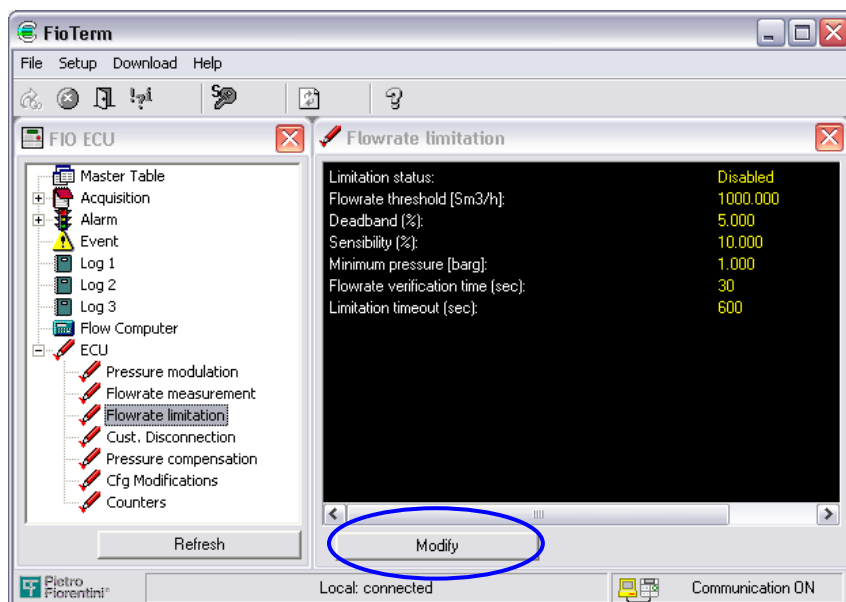 FioTerm
File Setup Download Help
FIO ECU
Master Table
Acquisition
Alarm
Event
Log 1
Log 2
Log 3
Flow Computer
ECU
Pressure modulation
Flowrate measurement
Flowrate limitation
Cust. Disconnection
Pressure compensation
Cfg Modifications
Counters
Refresh
Flowrate limitation
Limitation status: Disabled
Flowrate threshold [Sm3/h]: 1000.000
Deadband (%): 5.000
Sensibility (%): 10.000
Minimum pressure [barg]: 1.000
Flowrate verification time (sec): 30
Limitation timeout (sec): 600
Modify
Pietro
Fiorentini®
Local: connected
Communication ON